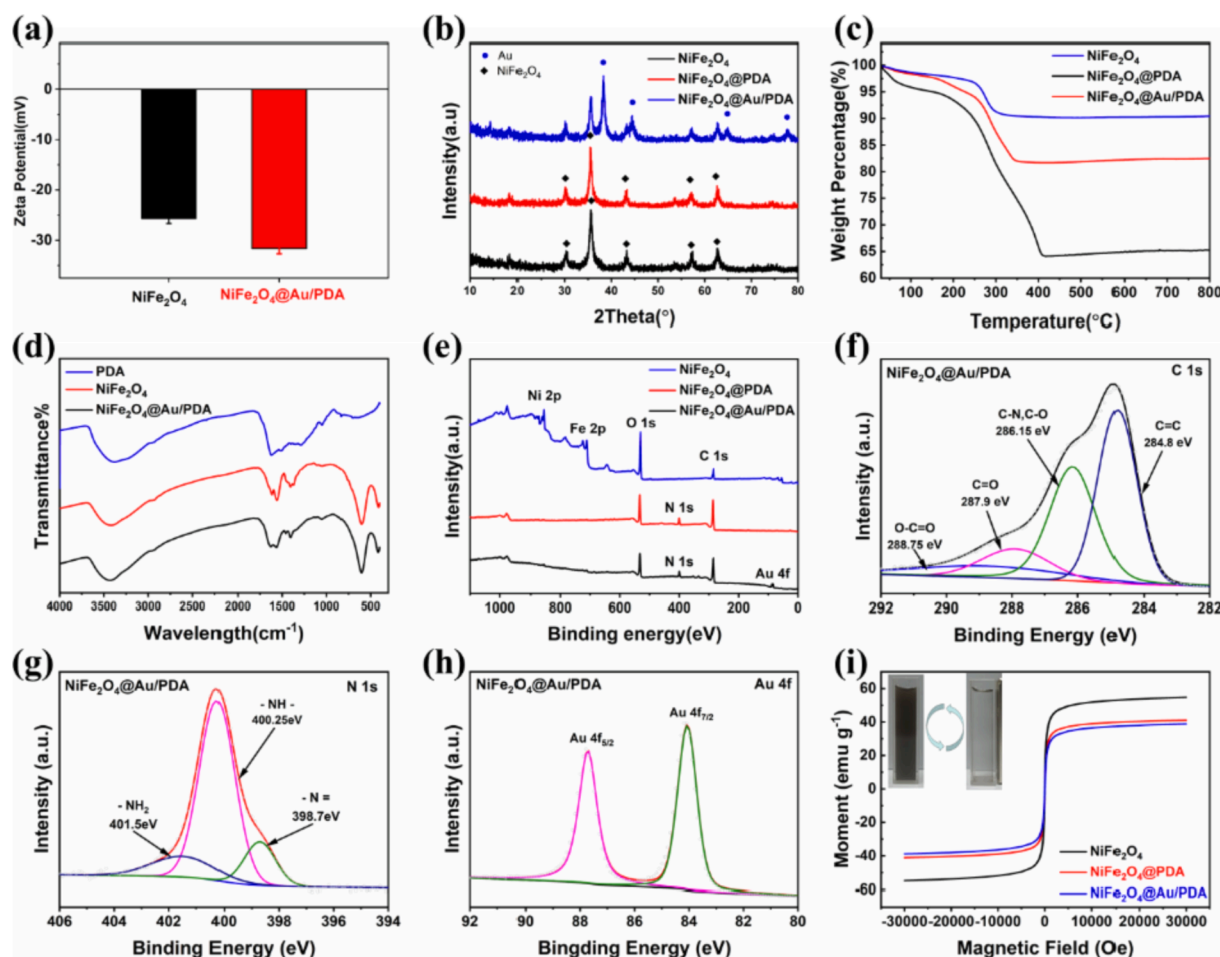 (a)
0
-10
-20
-30
Zeta Potential(mV)
NiFe₂O₄
NiFe₂O₄@Au/PDA
(b)
Au
NiFe₂O₄
NiFe₂O₄
NiFe₂O₄@PDA
NiFe₂O₄@Au/PDA
Intensity(a.u)
10 20 30 40 50 60 70 80
2Theta(°)
(c)
NiFe₂O₄
NiFe₂O₄@PDA
NiFe₂O₄@Au/PDA
100
95
90
85
80
75
70
65
60
Weight Percentage(%)
100 200 300 400 500 600 700 800
Temperature(°C)
(d)
PDA
NiFe₂O₄
NiFe₂O₄@Au/PDA
Transmittance%
4000 3500 3000 2500 2000 1500 1000 500
Wavelength(cm⁻¹)
(e)
NiFe₂O₄
NiFe₂O₄@PDA
NiFe₂O₄@Au/PDA
Ni 2p
Fe 2p
O 1s
C 1s
N 1s
N 1s
Au 4f
Intensity(a.u.)
1000 800 600 400 200 0
Binding energy(eV)
(f)
NiFe₂O₄@Au/PDA
C 1s
C-N,C-O
286.15 eV
C=C
284.8 eV
C=O
287.9 eV
O-C=O
288.75 eV
Intensity (a.u.)
292 290 288 286 284 282
Binding Energy (eV)
(g)
NiFe₂O₄@Au/PDA
N 1s
- NH -
400.25eV
- NH₂
401.5eV
- N =
398.7eV
Intensity (a.u.)
406 404 402 400 398 396 394
Binding Energy (eV)
(h)
NiFe₂O₄@Au/PDA
Au 4f
Au 4f₅/₂
Au 4f₇/₂
Intensity (a.u.)
92 90 88 86 84 82 80
Bingding Energy (eV)
(i)
60
40
20
0
-20
-40
-60
Moment (emu g⁻¹)
NiFe₂O₄
NiFe₂O₄@PDA
NiFe₂O₄@Au/PDA
-30000 -20000 -10000 0 10000 20000 30000
Magnetic Field (Oe)